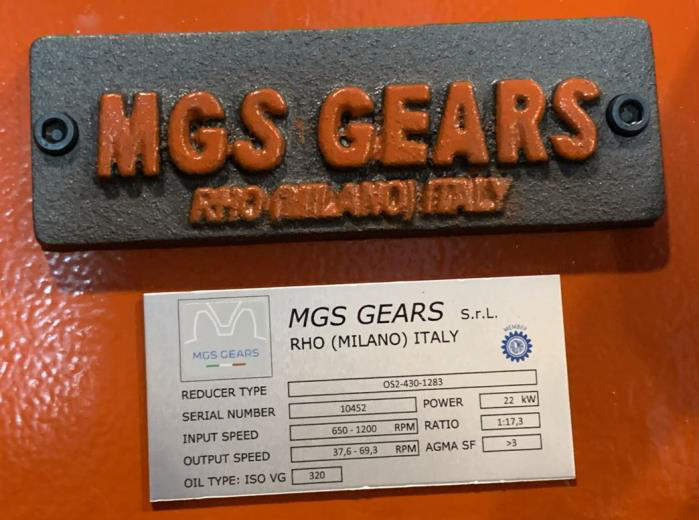 MGS GEARS
RHO (MILANO) ITALY
MGS GEARS
MGS GEARS S.r.L.
RHO (MILANO) ITALY
MEMBER
REDUCER TYPE OS2-430-1283
SERIAL NUMBER 10452 POWER 22 kW
INPUT SPEED 650 - 1200 RPM RATIO 1:17,3
OUTPUT SPEED 37,6 - 69,3 RPM AGMA SF >3
OIL TYPE: ISO VG 320